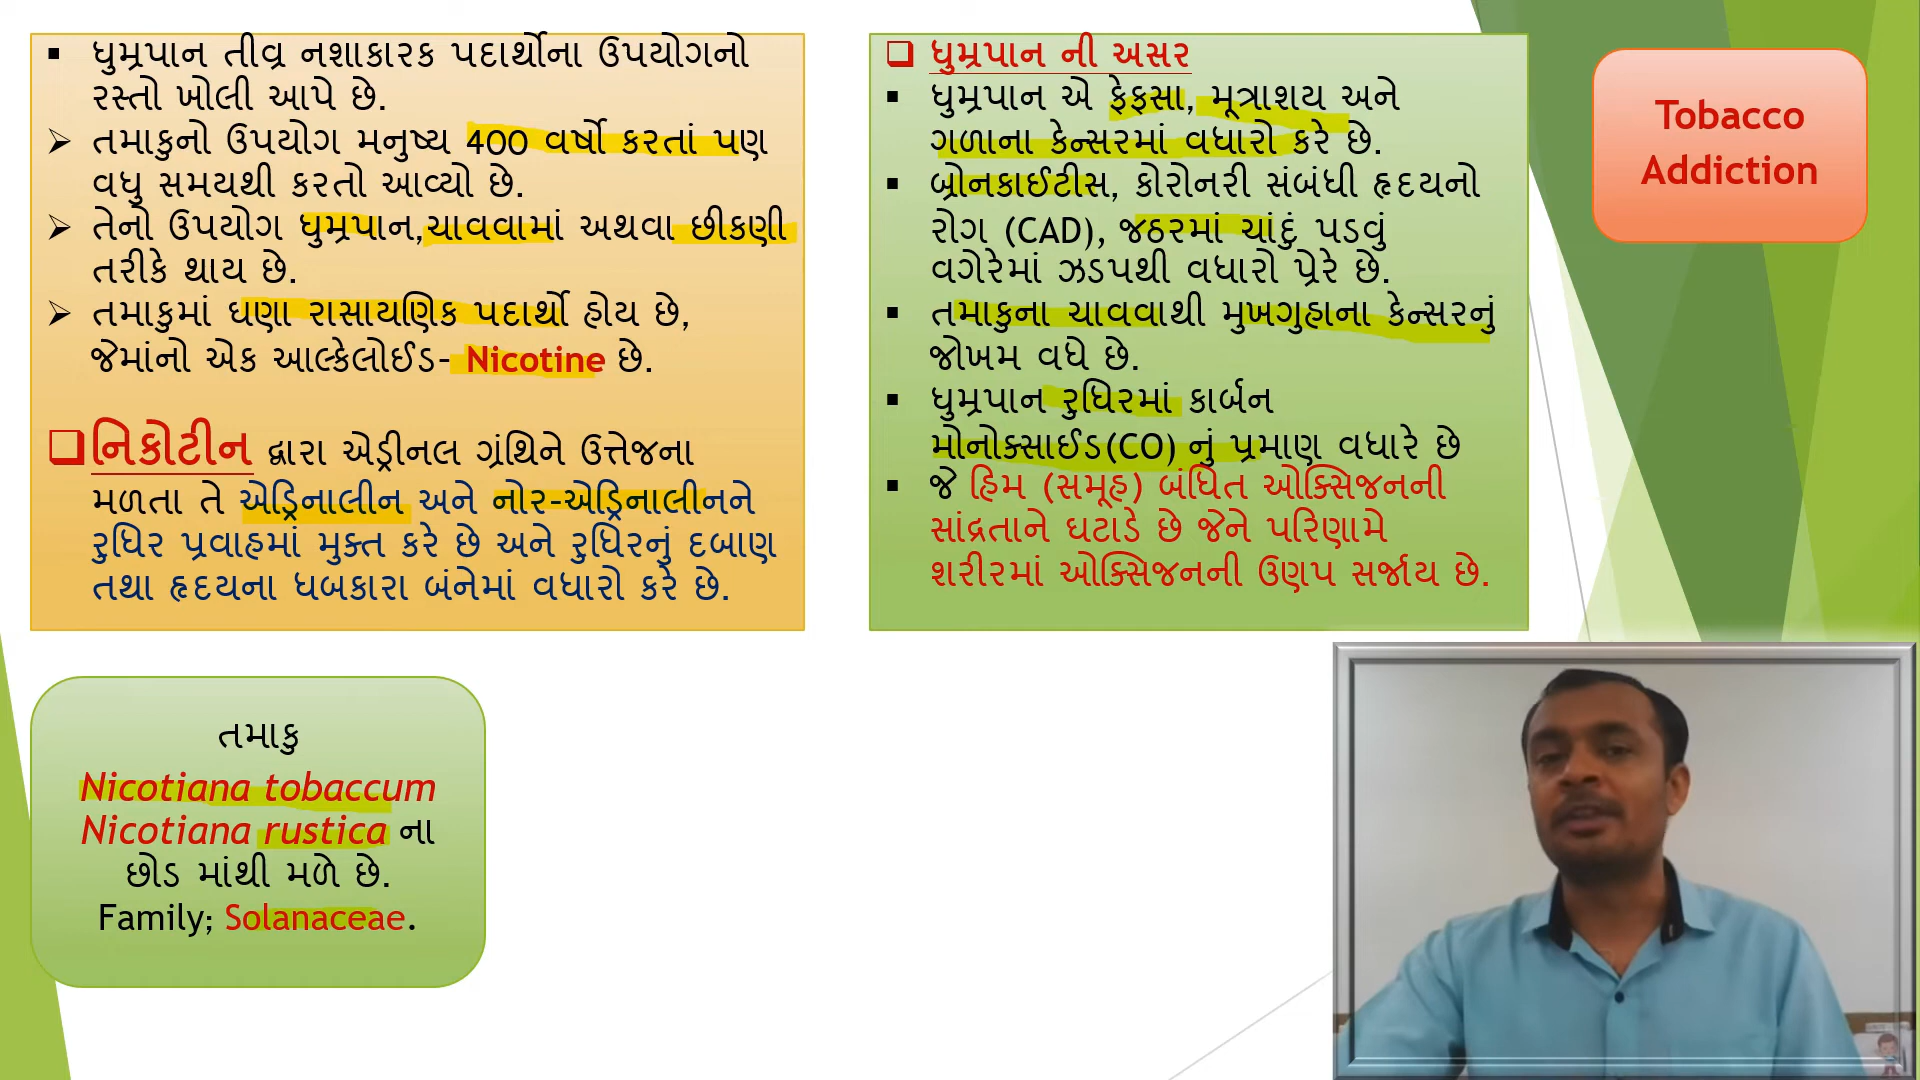 ધુમ્રપાન તીવ્ર નશાકારક પદાર્થોના ઉપયોગનો
રસ્તો ખોલી આપે છે.
તમાકુનો ઉપયોગ મનુષ્ય 400 વર્ષો કરતાં પણ
વધુ સમયથી કરતો આવ્યો છે.
તેનો ઉપયોગ ધુમ્રપાન,ચાવવામાં અથવા છીકણી
તરીકે થાય છે.
તમાકુમાં ઘણા રાસાયણિક પદાર્થો હોય છે,
જેમાંનો એક આલ્કેલોઈડ- Nicotine છે.
નિકોટીન દ્વારા એડ્રીનલ ગ્રંથિને ઉત્તેજના
મળતા તે એડ્રિનાલીન અને નોર-એડ્રિનાલીનને
રુધિર પ્રવાહમાં મુક્ત કરે છે અને રુધિરનું દબાણ
તથા હૃદયના ધબકારા બંનેમાં વધારો કરે છે.
ધુમ્રપાન ની અસર
ધુમ્રપાન એ ફેફસા, મૂત્રાશય અને
ગળાના કેન્સરમાં વધારો કરે છે.
બ્રોનકાઈટીસ, કોરોનરી સંબંધી હૃદયનો
રોગ (CAD), જઠરમાં ચાંદું પડવું
વગેરેમાં ઝડપથી વધારો પ્રેરે છે.
તમાકુના ચાવવાથી મુખગુહાના કેન્સરનું
જોખમ વધે છે.
ધુમ્રપાન રુધિરમાં કાર્બન
મોનોક્સાઈડ(CO) નું પ્રમાણ વધારે છે
જે હિમ (સમૂહ) બંધિત ઓક્સિજનની
સાંદ્રતાને ઘટાડે છે જેને પરિણામે
શરીરમાં ઓક્સિજનની ઉણપ સર્જાય છે.
Tobacco
Addiction
તમાકુ
Nicotiana tobaccum
Nicotiana rustica ના
છોડ માંથી મળે છે.
Family; Solanaceae.